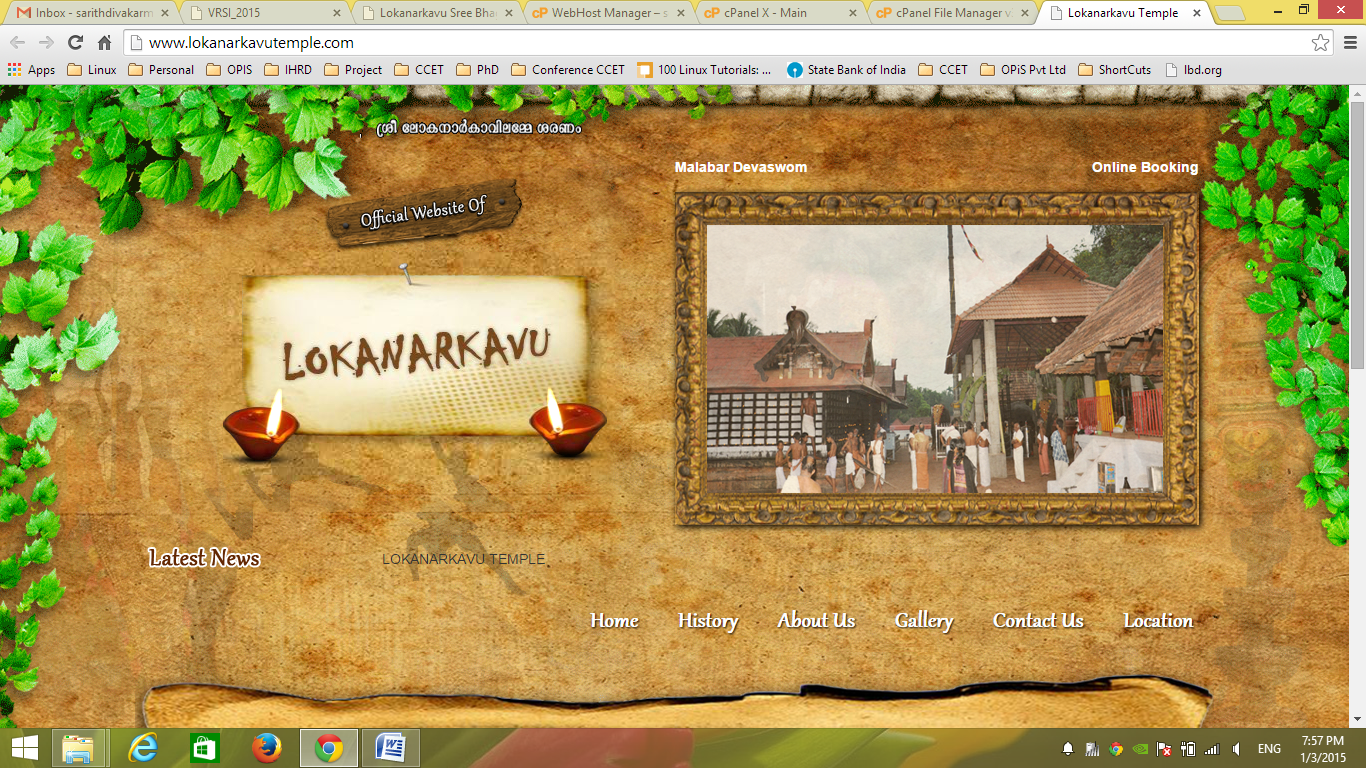 Inbox - sarithdivakarm
VRSI_2015
Lokanarkavu Sree Bha
cP WebHost Manager – s
cP cPanel X - Main
cP cPanel File Manager v
Lokanarkavu Temple
www.lokanarkavutemple.com
Apps Linux Personal OPIS IHRD Project CCET PhD Conference CCET 100 Linux Tutorials: ... State Bank of India CCET OPiS Pvt Ltd ShortCuts lbd.org
ശ്രീ ലോകനാർകാവിലമ്മേ ശരണം
Malabar Devaswom Online Booking
Official Website Of
LOKANARKAVU
Latest News LOKANARKAVU TEMPLE
Home History About Us Gallery Contact Us Location
ENG
7:57 PM
1/3/2015